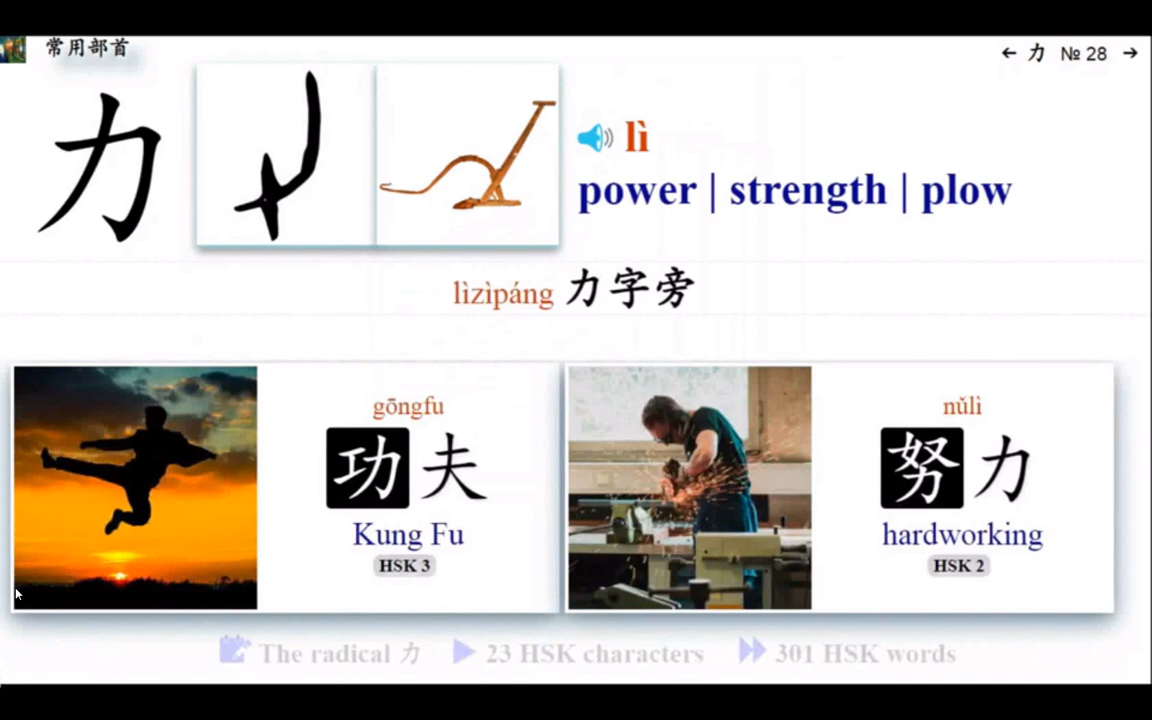 常用部首
← 力 № 28 →
力
lì
power | strength | plow
lìzìpáng 力字旁
gōngfu
功夫
Kung Fu
HSK 3
nǔlì
努力
hardworking
HSK 2
The radical 力 23 HSK characters 301 HSK words